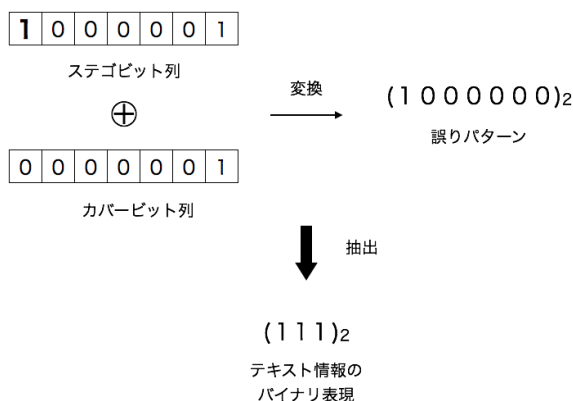 1 0 0 0 0 0 1
ステゴビット列
⊕
変換
(1 0 0 0 0 0 0)2
誤りパターン
0 0 0 0 0 0 1
カバービット列
抽出
(1 1 1)2
テキスト情報の
バイナリ表現